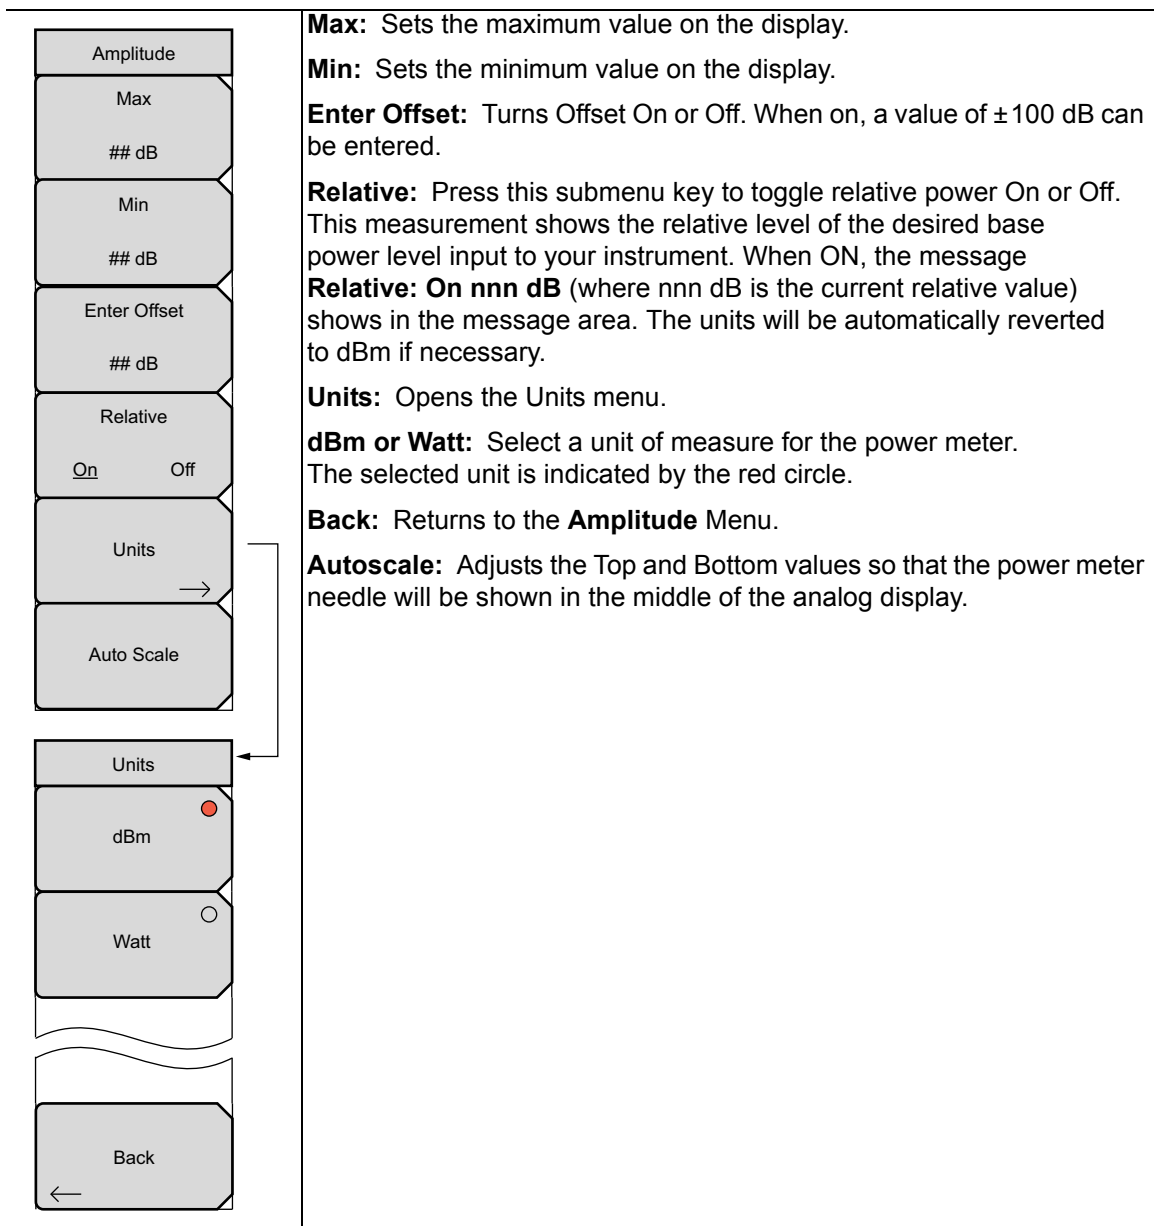 Amplitude
Max
## dB
Min
## dB
Enter Offset
## dB
Relative
On Off
Units
Auto Scale
Units
dBm
Watt
Back
Max: Sets the maximum value on the display.
Min: Sets the minimum value on the display.
Enter Offset: Turns Offset On or Off. When on, a value of ±100 dB can
be entered.
Relative: Press this submenu key to toggle relative power On or Off.
This measurement shows the relative level of the desired base
power level input to your instrument. When ON, the message
Relative: On nnn dB (where nnn dB is the current relative value)
shows in the message area. The units will be automatically reverted
to dBm if necessary.
Units: Opens the Units menu.
dBm or Watt: Select a unit of measure for the power meter.
The selected unit is indicated by the red circle.
Back: Returns to the Amplitude Menu.
Autoscale: Adjusts the Top and Bottom values so that the power meter
needle will be shown in the middle of the analog display.